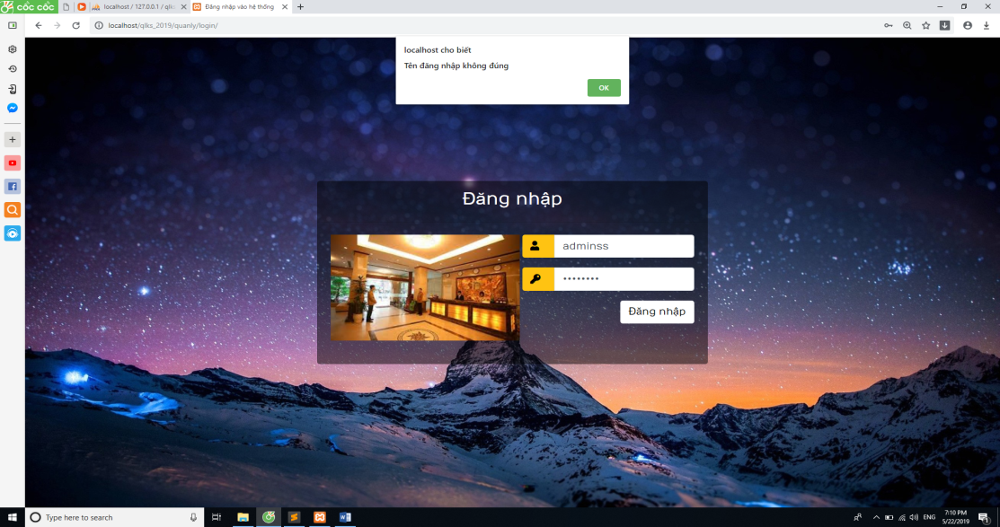 cốc cốc
localhost / 127.0.0.1 / qlks
Đăng nhập vào hệ thống
localhost/qlks_2019/quanly/login/
localhost cho biết
Tên đăng nhập không đúng
OK
Đăng nhập
adminss
••••••••
Đăng nhập
Type here to search
ENG
7:10 PM
5/22/2019